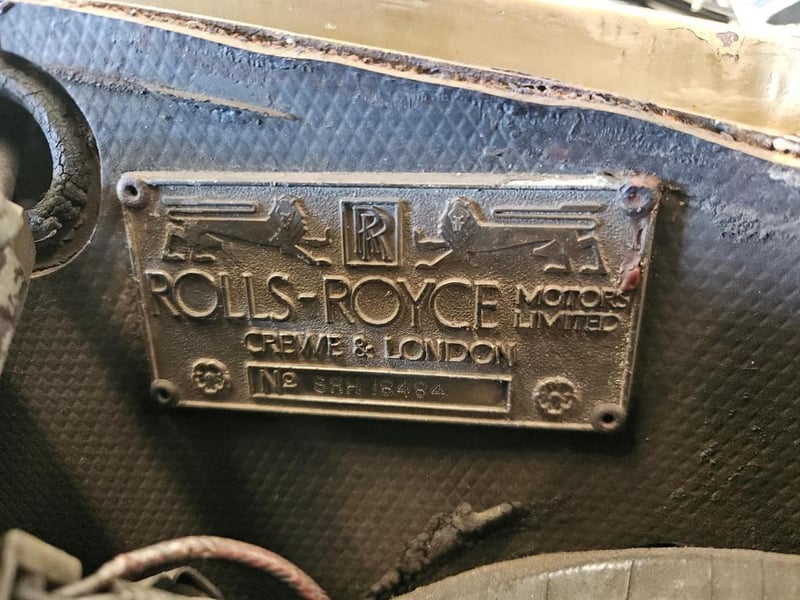 RR
ROLLS-ROYCE MOTORS LIMITED
CREWE & LONDON
Nº SRH 18484